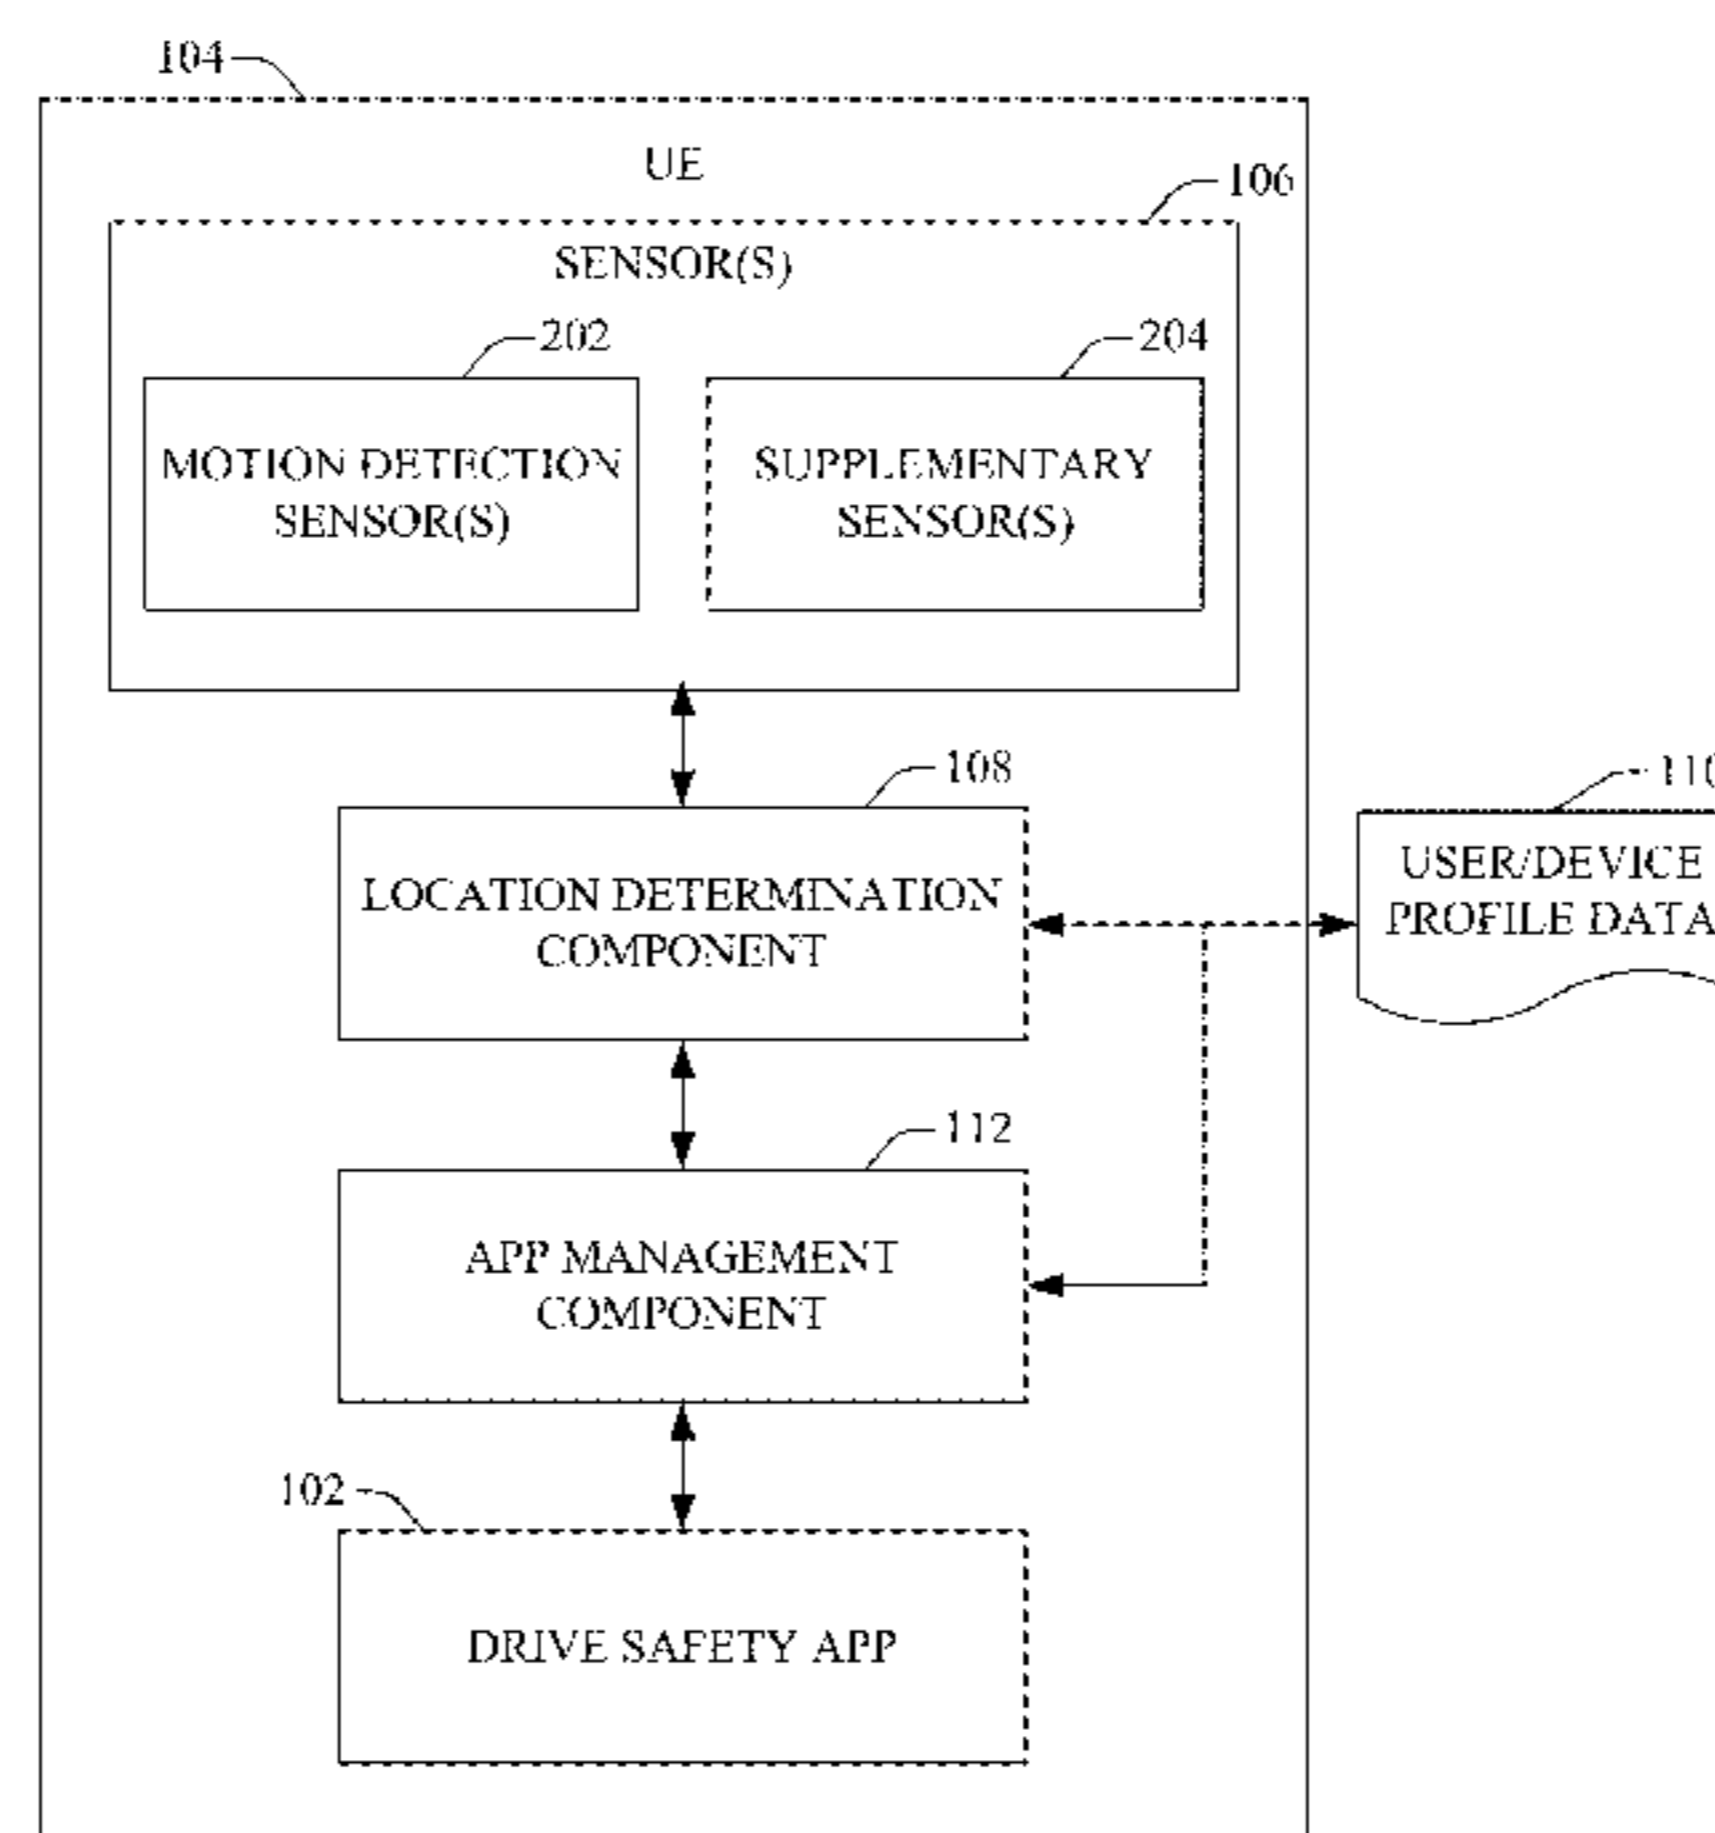 104
UE
106
SENSOR(S)
202
204
MOTION DETECTION
SENSOR(S)
SUPPLEMENTARY
SENSOR(S)
108
LOCATION DETERMINATION
COMPONENT
USER/DEVICE
PROFILE DATA
112
APP MANAGEMENT
COMPONENT
102
DRIVE SAFETY APP